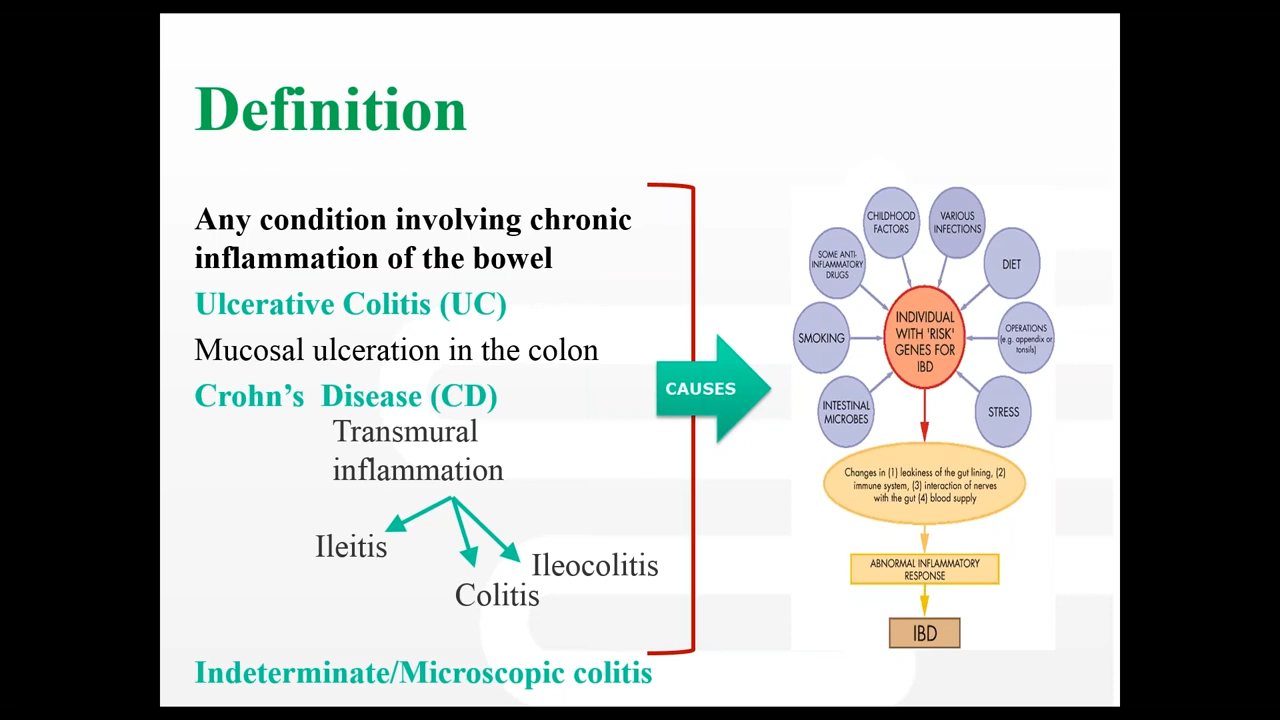 Definition
Any condition involving chronic
inflammation of the bowel
Ulcerative Colitis (UC)
Mucosal ulceration in the colon
Crohn’s  Disease (CD)
Transmural
inflammation
Ileitis
Ileocolitis
Colitis
Indeterminate/Microscopic colitis
CAUSES
CHILDHOOD
FACTORS
VARIOUS
INFECTIONS
SOME ANTI-
INFLAMMATORY
DRUGS
DIET
SMOKING
INDIVIDUAL
WITH 'RISK'
GENES FOR
IBD
OPERATIONS
(e.g. appendix or
tonsils)
INTESTINAL
MICROBES
STRESS
Changes in (1) leakiness of the gut lining, (2)
immune system, (3) interaction of nerves
with the gut (4) blood supply
ABNORMAL INFLAMMATORY
RESPONSE
IBD